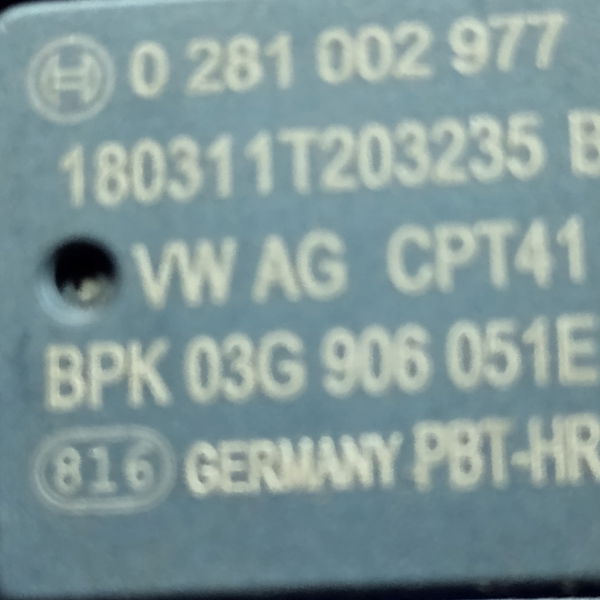 0 281 002 977
180311T203235 B
VW AG CPT41
BPK 03G 906 051E
816 GERMANY PBT-HR